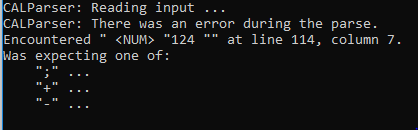 CALParser: Reading input ...
CALParser: There was an error during the parse.
Encountered " <NUM> "124 "" at line 114, column 7.
Was expecting one of:
    ";" ...
    "+" ...
    "-" ...